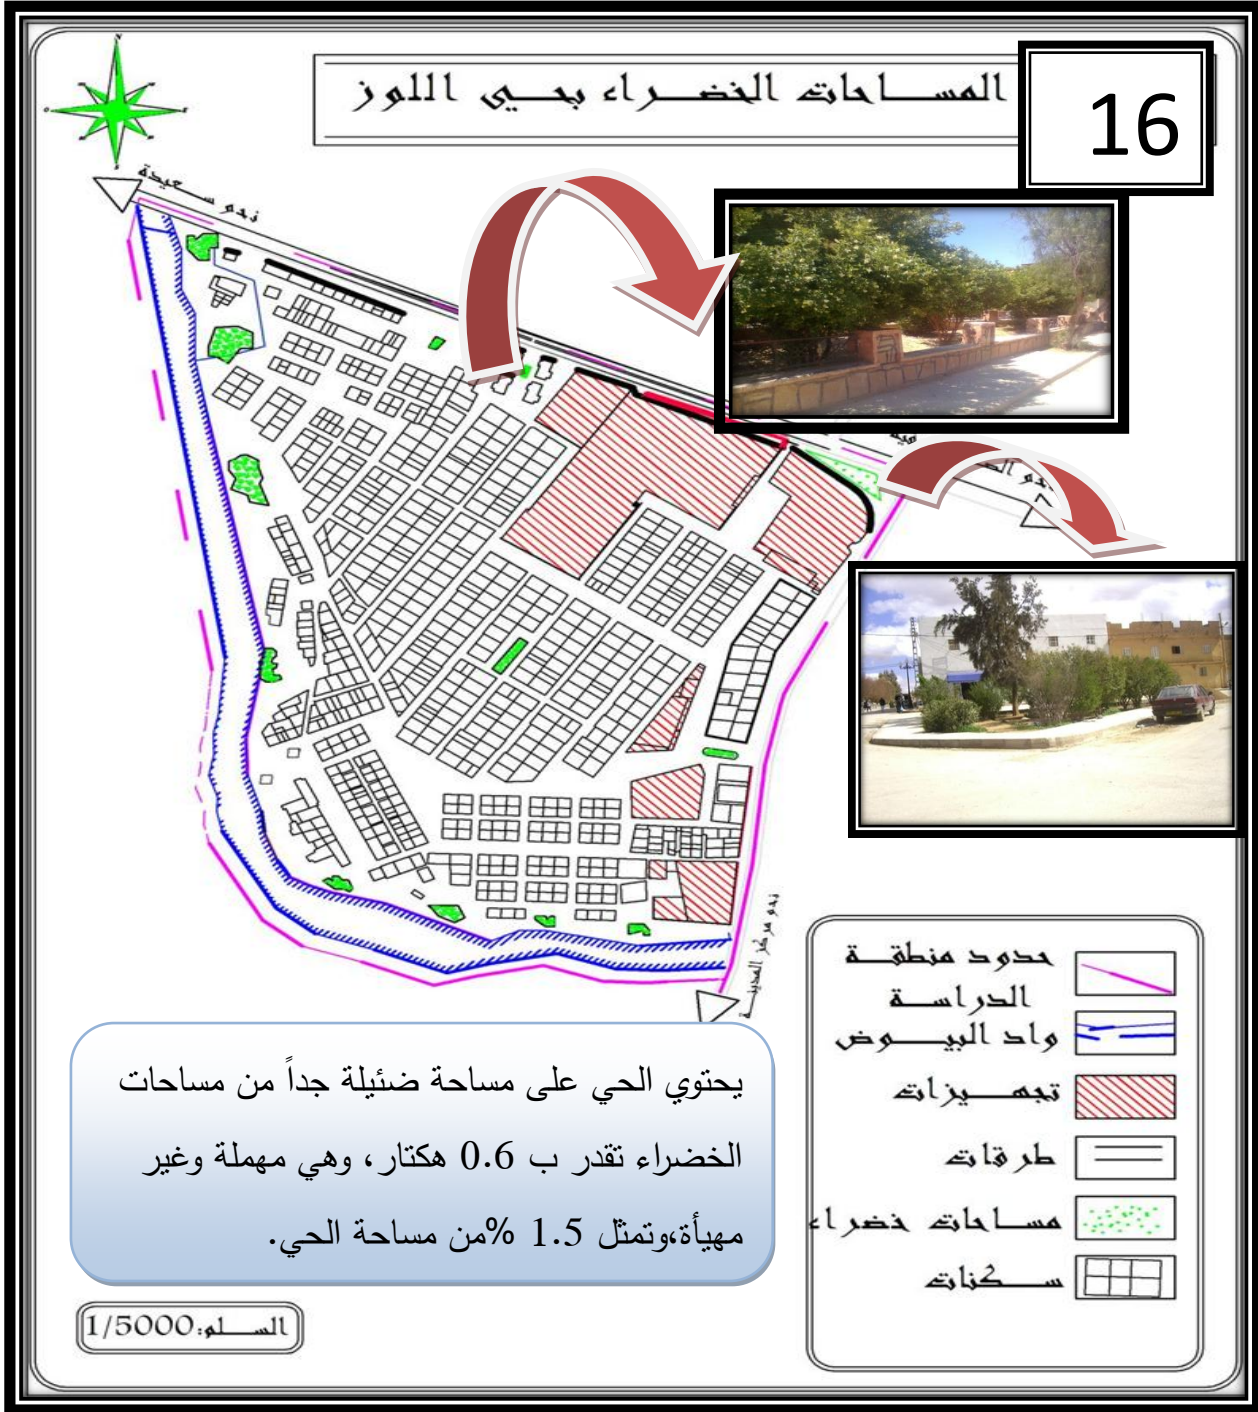 المساحات الخضراء بحيي اللوز
16
نحو سعيدة
نحو مركز المدينة
حدود منطقة
الدراسة
واد البيوض
تجهيزات
طرقات
مساحات خضراء
سكنات
يحتوي الحي على مساحة ضئيلة جداً من مساحات
الخضراء تقدر ب 0.6 هكتار، وهي مهملة وغير
مهيأة،وتمثل 1.5 %من مساحة الحي.
السلم:1/5000